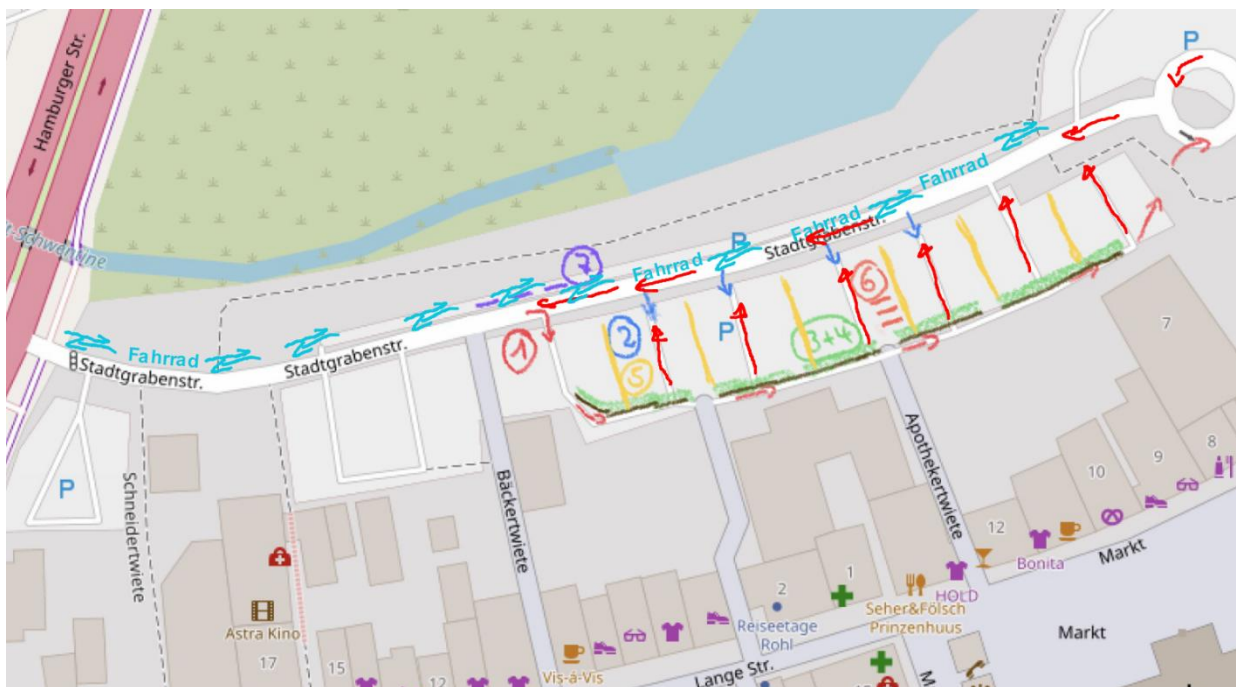 Hamburger Str.
P
Fahrrad
Fahrrad
P
Stadtgrabenstr.
Fahrrad
7
Schwentine
6
1
2
P
3+4
7
Fahrrad
Stadtgrabenstr.
Stadtgrabenstr.
5
8
9
10
P
Schneidertwiete
Bäckertwiete
Apothekertwiete
12
Bonita
Markt
2
1
HOLD
Seher&Fölsch
Prinzenhuus
Reiseetage
Rohl
Markt
Astra Kino
17
15
12
Vis-á-Vis
Lange Str.
M